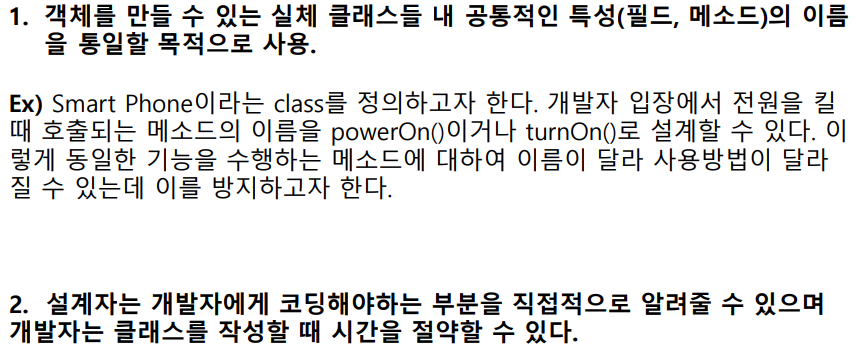 1. 객체를 만들 수 있는 실체 클래스들 내 공통적인 특성(필드, 메소드)의 이름
을 통일할 목적으로 사용.
Ex) Smart Phone이라는 class를 정의하고자 한다. 개발자 입장에서 전원을 킬
때 호출되는 메소드의 이름을 powerOn()이거나 turnOn()로 설계할 수 있다. 이
렇게 동일한 기능을 수행하는 메소드에 대하여 이름이 달라 사용방법이 달라
질 수 있는데 이를 방지하고자 한다.
2. 설계자는 개발자에게 코딩해야하는 부분을 직접적으로 알려줄 수 있으며
개발자는 클래스를 작성할 때 시간을 절약할 수 있다.